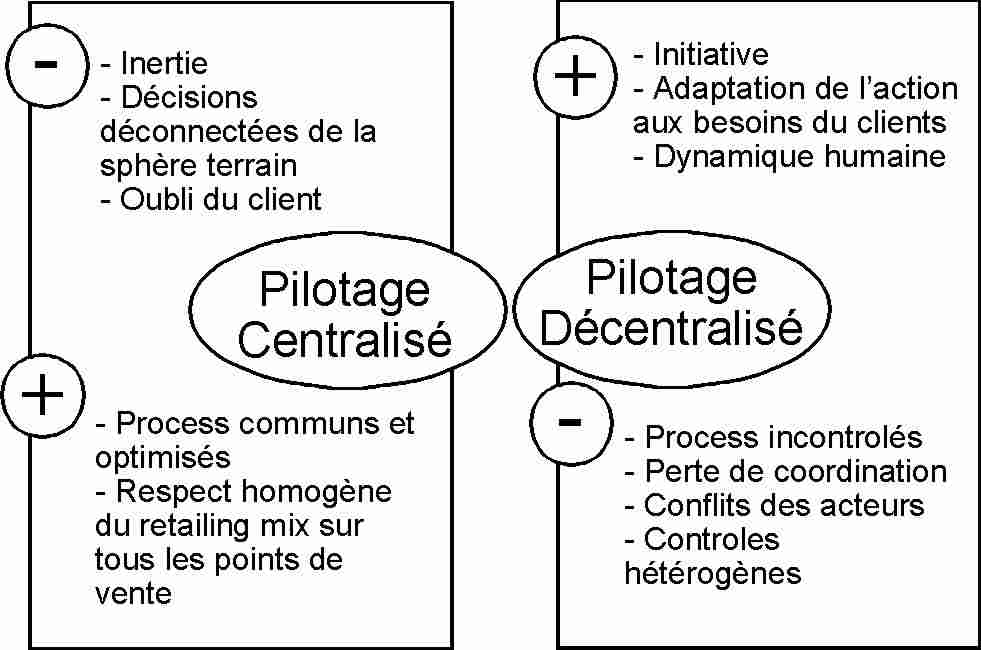 -
- Inertie
- Décisions
déconnectées de la
sphère terrain
- Oubli du client
Pilotage
Centralisé
+
- Process communs et
optimisés
- Respect homogène
du retailing mix sur
tous les points de
vente
+
- Initiative
- Adaptation de l'action
aux besoins du clients
- Dynamique humaine
Pilotage
Décentralisé
-
- Process incontrolés
- Perte de coordination
- Conflits des acteurs
- Controles
hétérogènes